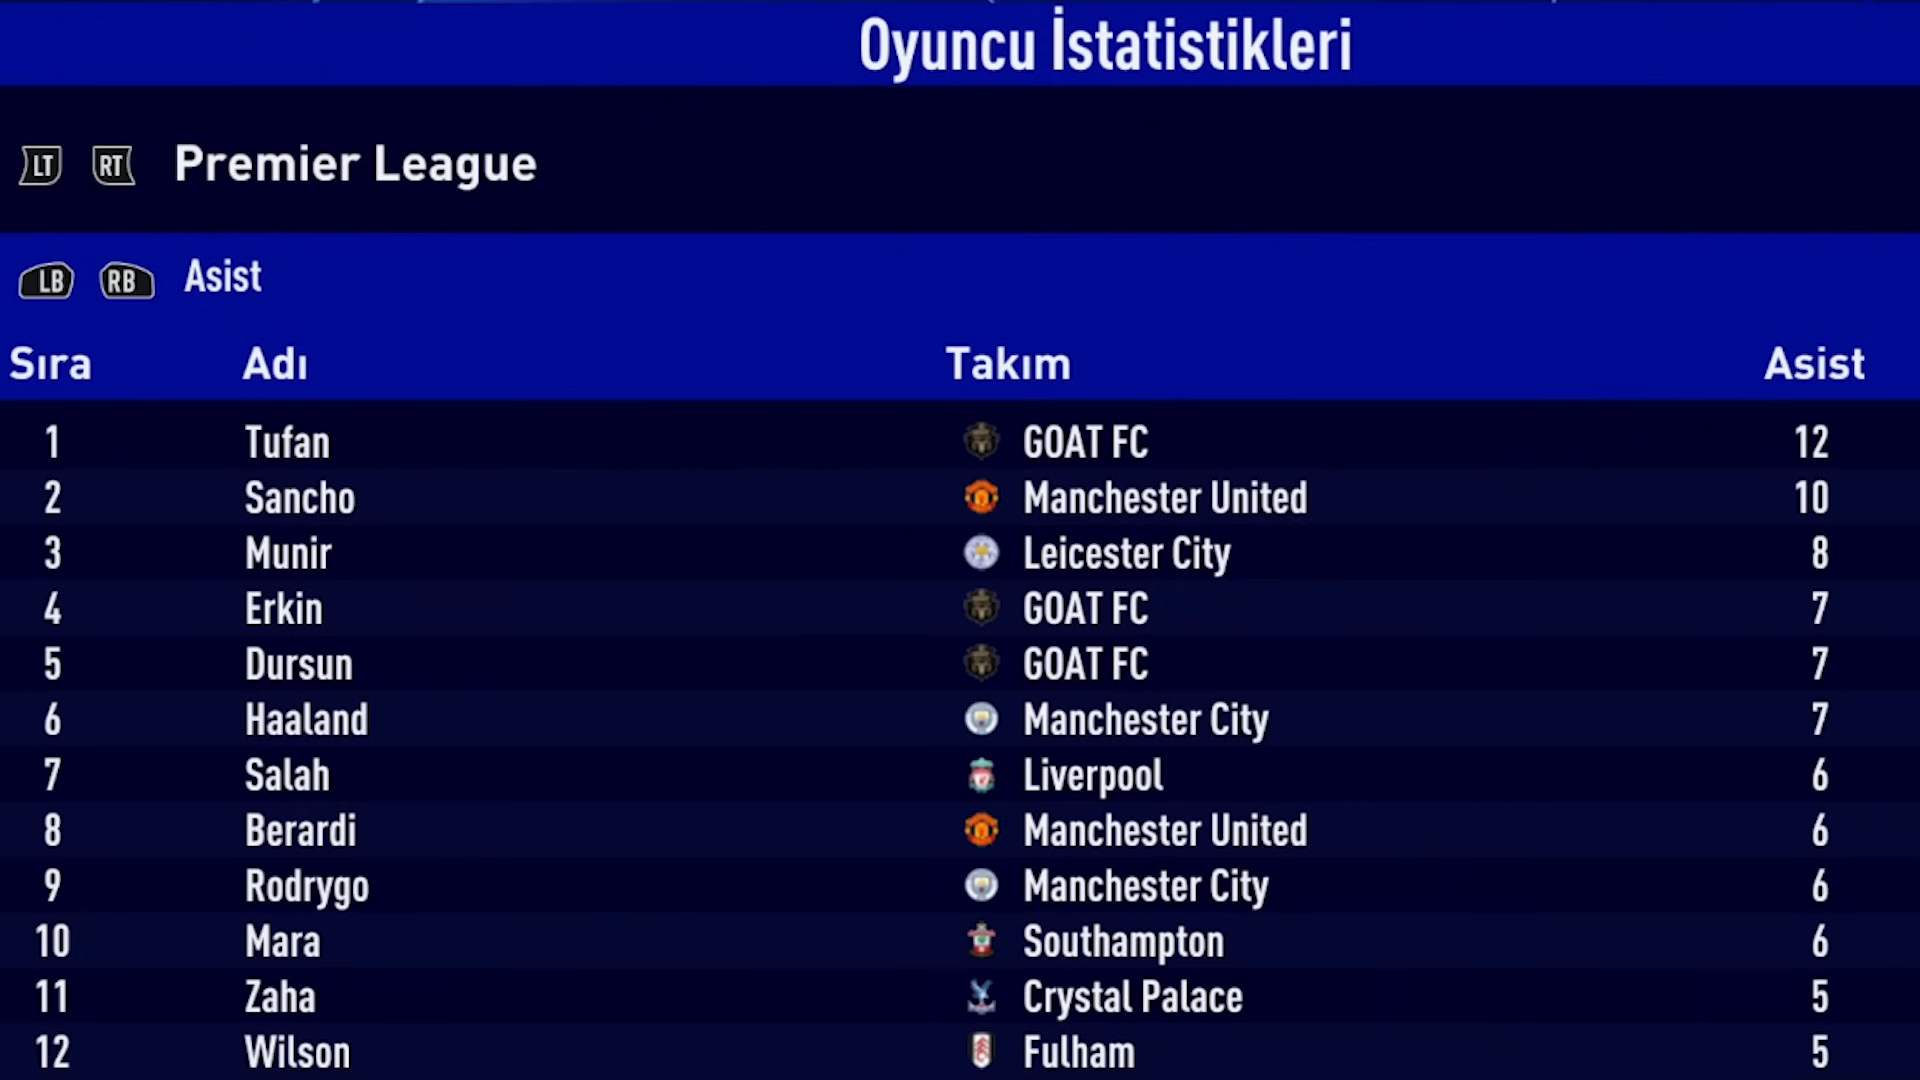 Oyuncu İstatistikleri
LT RT Premier League
LB RB Asist
Sıra Adı Takım Asist
1 Tufan GOAT FC 12
2 Sancho Manchester United 10
3 Munir Leicester City 8
4 Erkin GOAT FC 7
5 Dursun GOAT FC 7
6 Haaland Manchester City 7
7 Salah Liverpool 6
8 Berardi Manchester United 6
9 Rodrygo Manchester City 6
10 Mara Southampton 6
11 Zaha Crystal Palace 5
12 Wilson Fulham 5